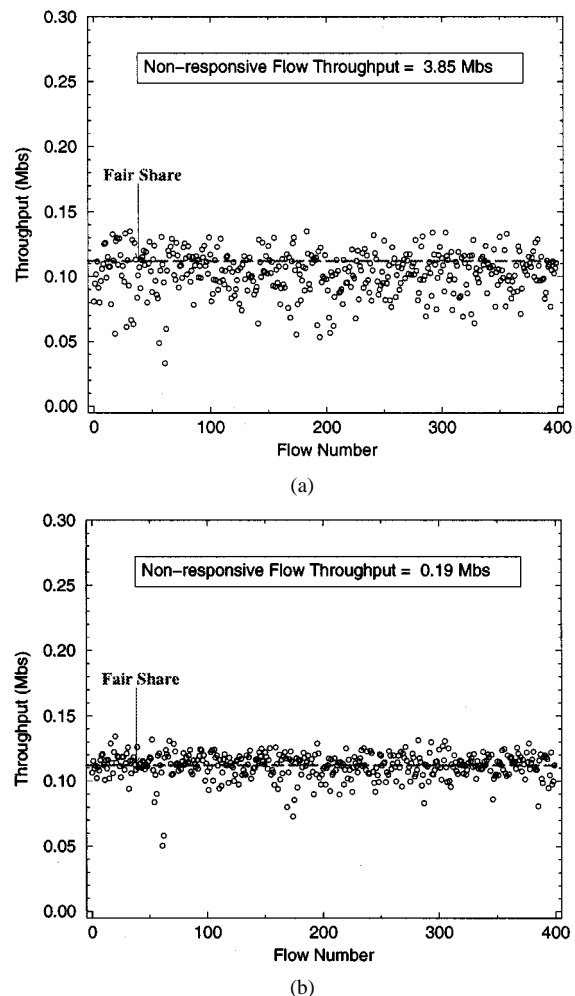 0.30
0.25
0.20
0.15
0.10
0.05
0.00
Throughput (Mbs)
Non-responsive Flow Throughput = 3.85 Mbs
Fair Share
0 100 200 300 400
Flow Number
(a)
0.30
0.25
0.20
0.15
0.10
0.05
0.00
Throughput (Mbs)
Non-responsive Flow Throughput = 0.19 Mbs
Fair Share
0 100 200 300 400
Flow Number
(b)